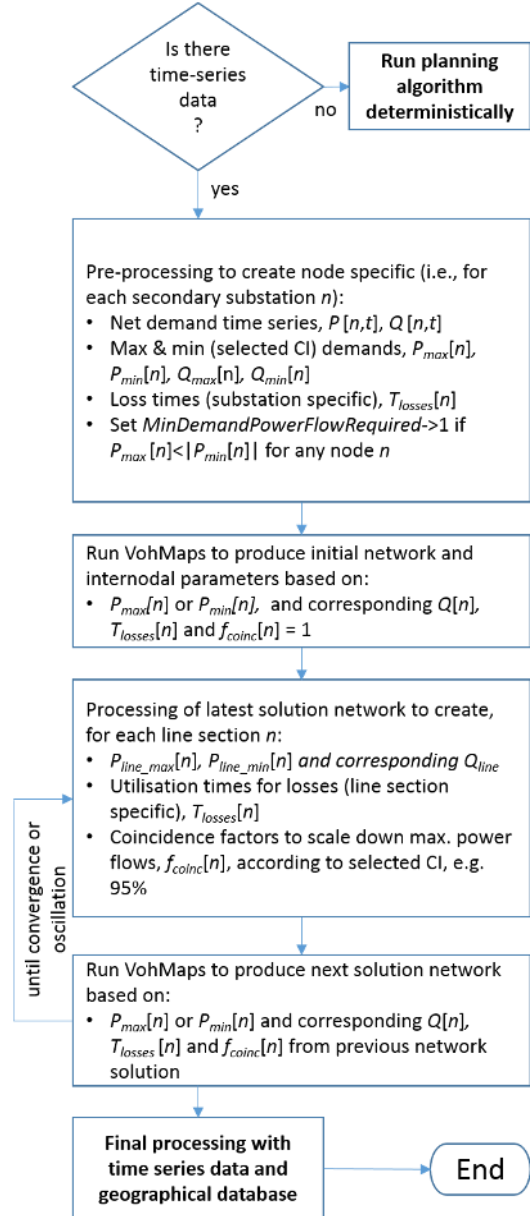 Is there
time-series
data
?
no
Run planning
algorithm
deterministically
yes
Pre-processing to create node specific (i.e., for
each secondary substation n):
• Net demand time series, P [n,t], Q [n,t]
• Max & min (selected CI) demands, Pmax[n],
Pmin[n], Qmax[n], Qmin[n]
• Loss times (substation specific), Tlosses[n]
• Set MinDemandPowerFlowRequired->1 if
Pmax [n]<|Pmin[n]| for any node n
Run VohMaps to produce initial network and
internodal parameters based on:
• Pmax[n] or Pmin[n], and corresponding Q[n],
Tlosses[n] and fcoinc[n] = 1
Processing of latest solution network to create,
for each line section n:
• Pline_max[n], Pline_min[n] and corresponding Qline
• Utilisation times for losses (line section
specific), Tlosses[n]
• Coincidence factors to scale down max. power
flows, fcoinc[n], according to selected CI, e.g.
95%
until convergence or
oscillation
Run VohMaps to produce next solution network
based on:
• Pmax[n] or Pmin[n] and corresponding Q[n],
Tlosses [n] and fcoinc[n] from previous network
solution
Final processing with
time series data and
geographical database
End